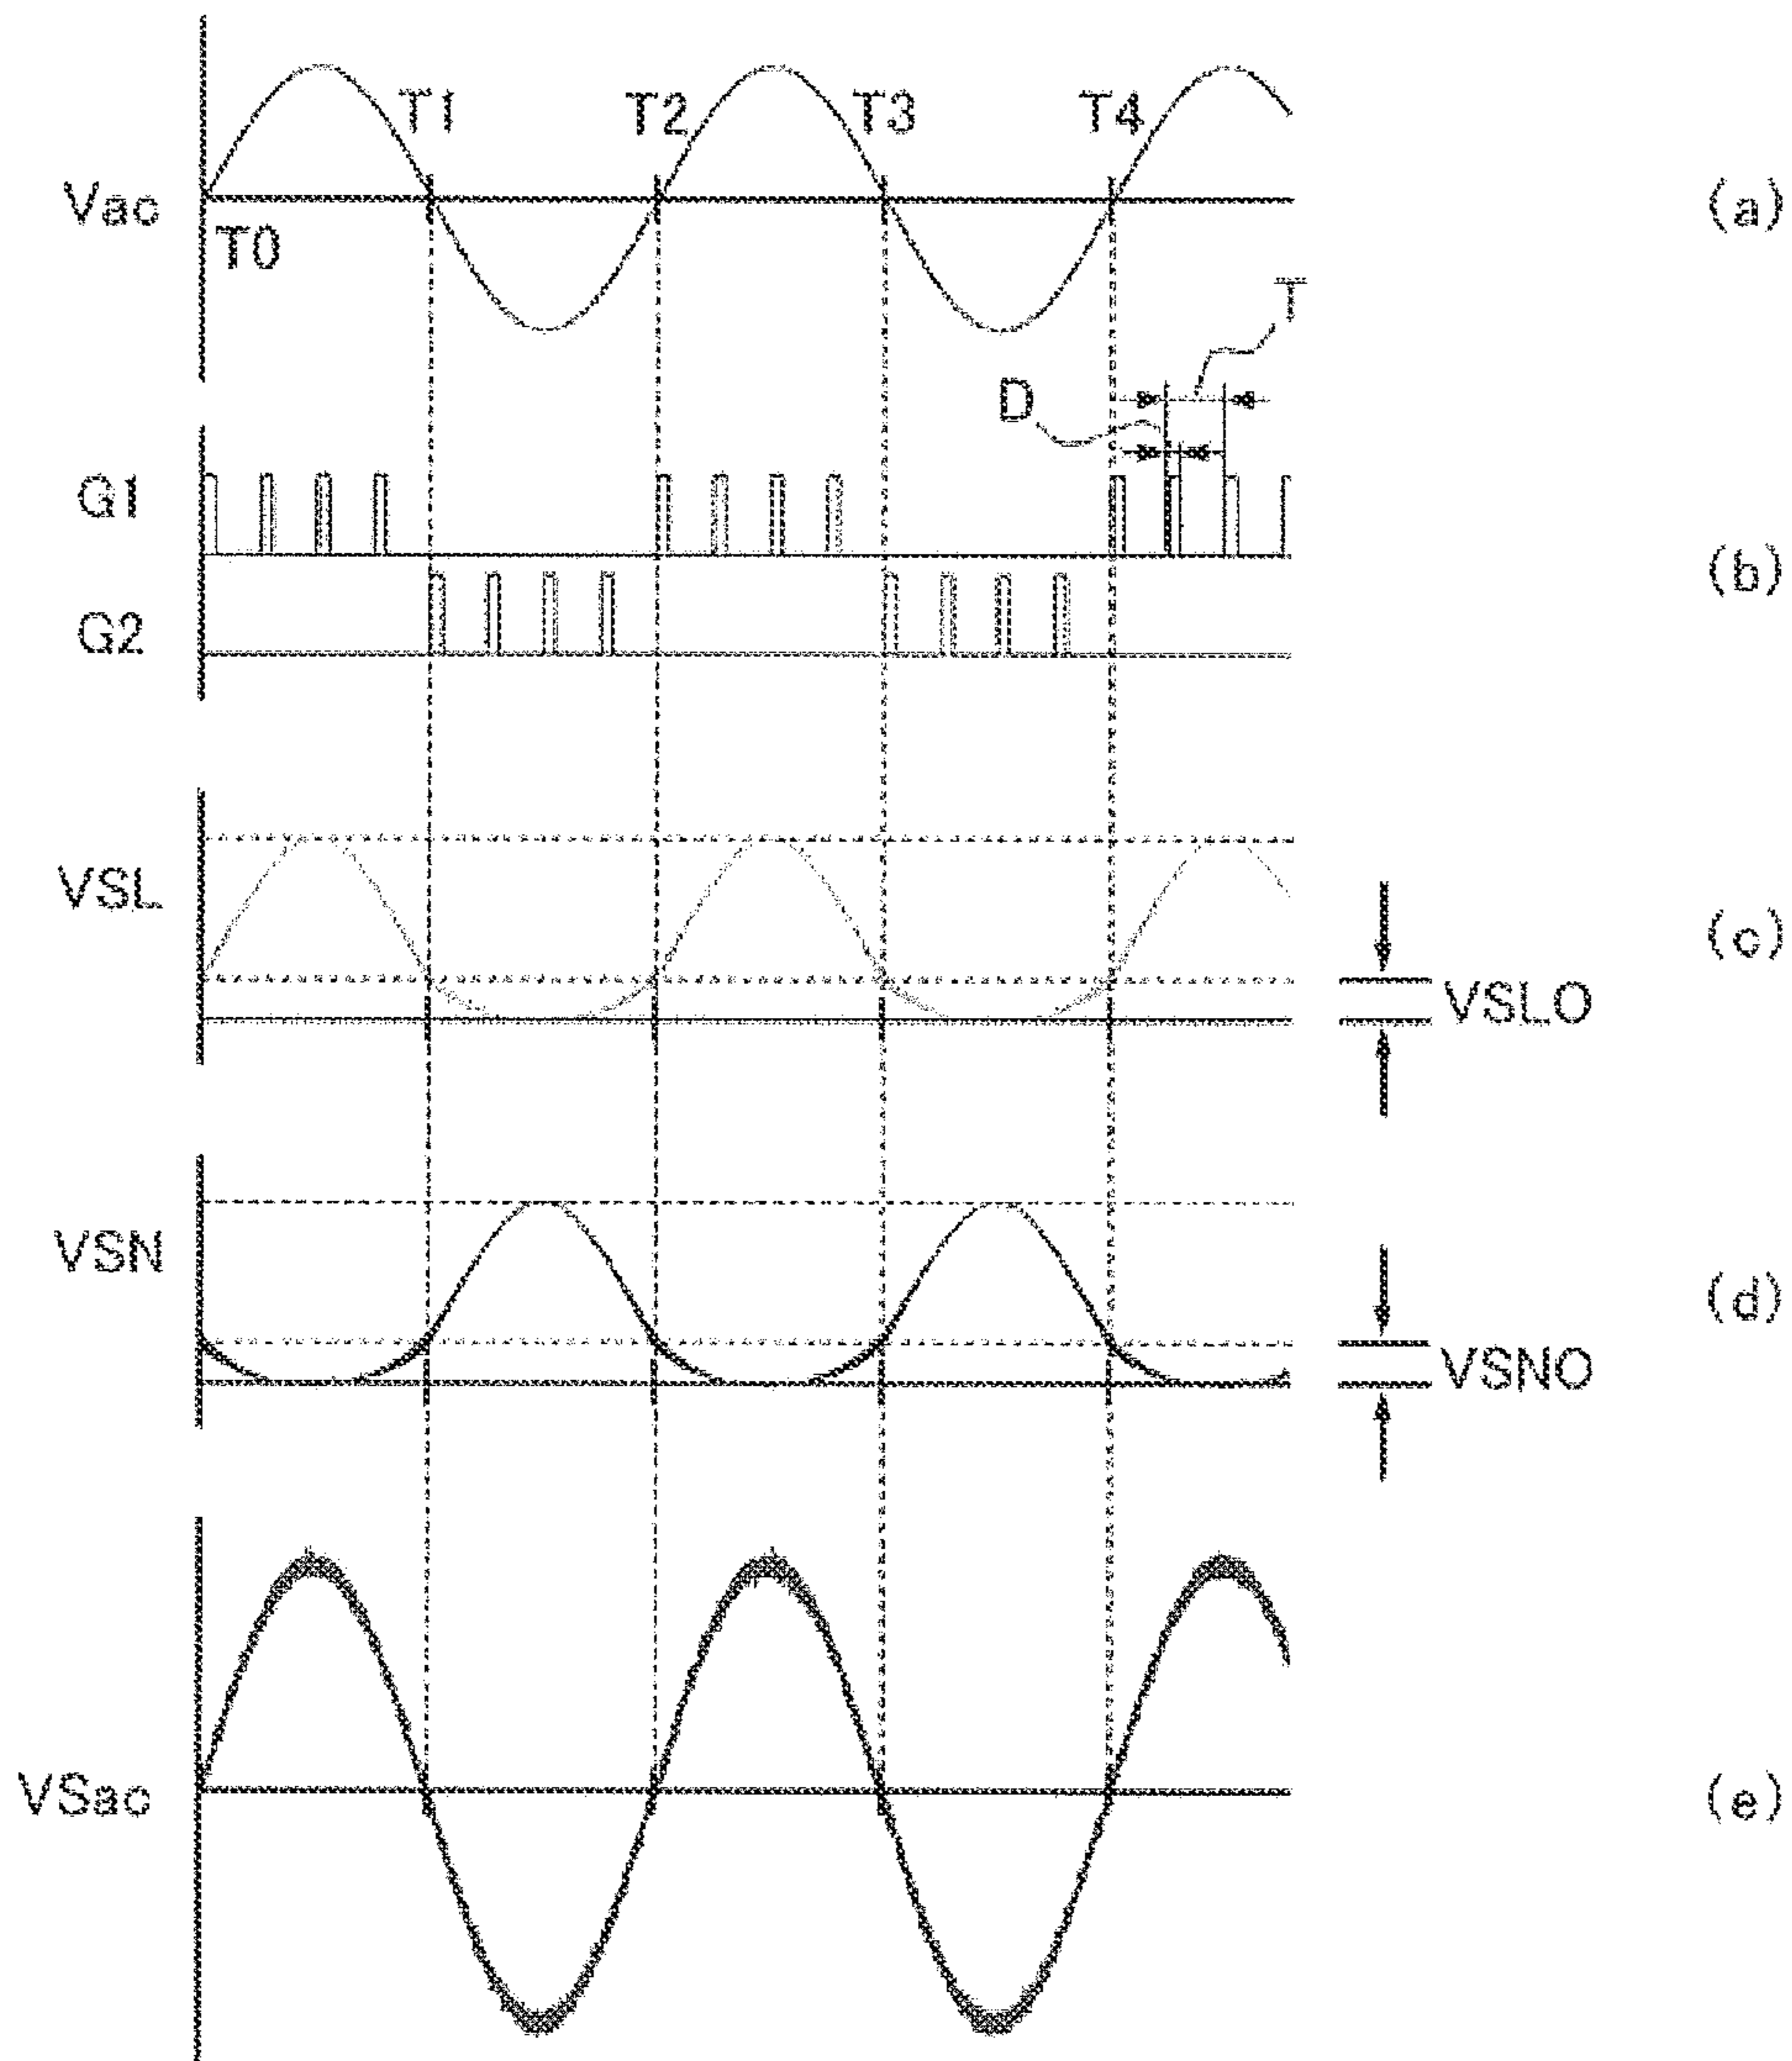 T1 T2 T3 T4
Vac (a)
T0
T
D
G1
(b)
G2
VSL
(c)
VSLO
VSN
(d)
VSNO
VSac (e)